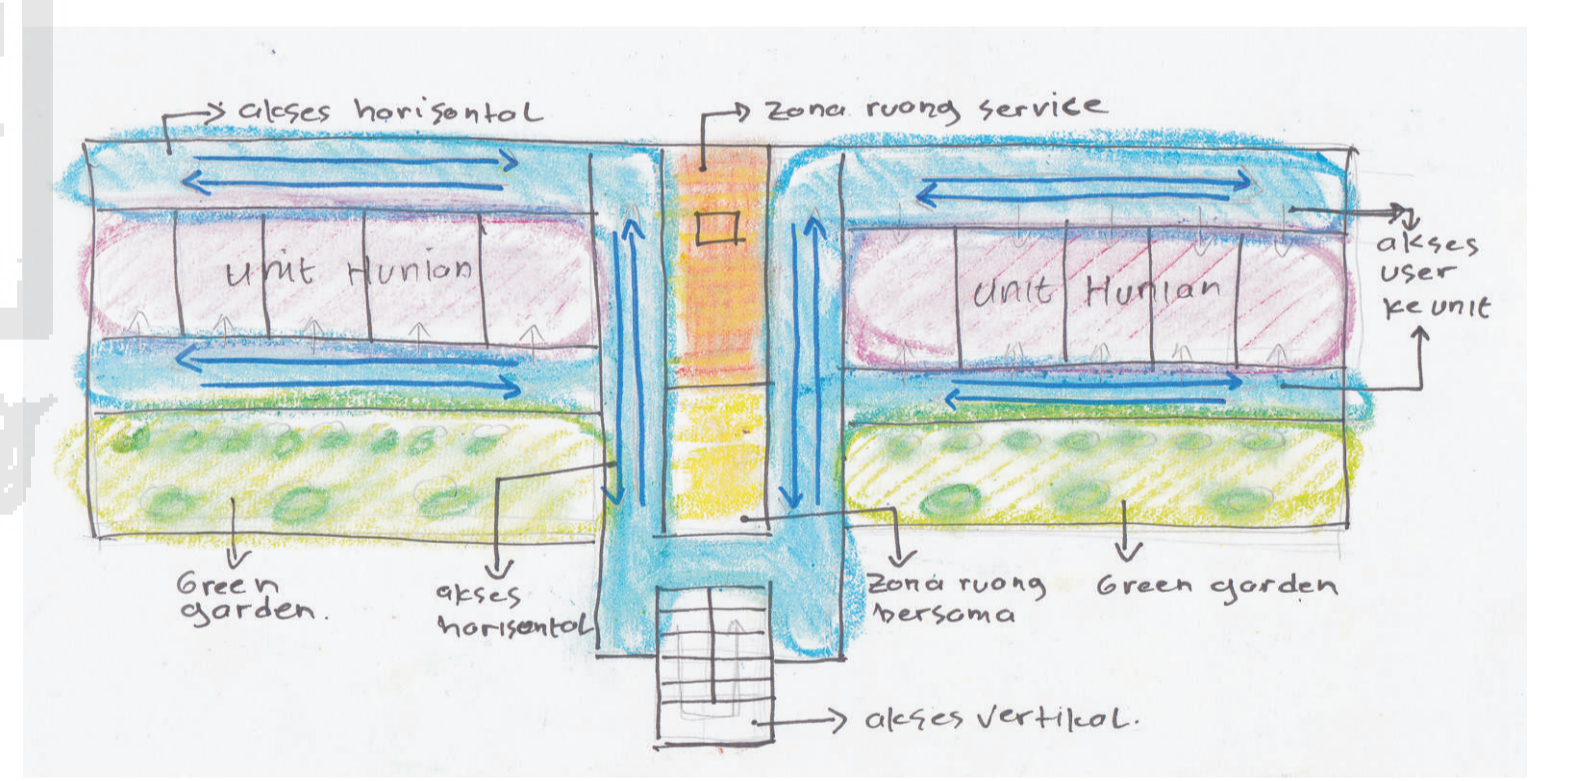 akses horisontal
zona ruang service
unit Hunian
unit Hunian
akses
user
ke unit
Green
garden.
akses
horisontal
Zona ruang
bersama
Green garden
akses vertikal.